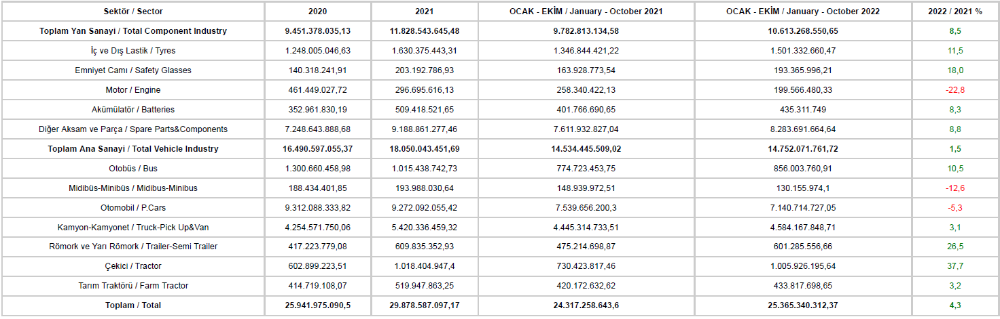 Sektör / Sector 2020 2021 OCAK - EKİM / January - October 2021 OCAK - EKİM / January - October 2022 2022 / 2021 %
Toplam Yan Sanayi / Total Component Industry 9.451.378.035,13 11.828.543.645,48 9.782.813.134,58 10.613.268.550,65 8,5
İç ve Dış Lastik / Tyres 1.248.005.046,63 1.630.375.443,31 1.346.844.421,22 1.501.332.660,47 11,5
Emniyet Camı / Safety Glasses 140.318.241,91 203.192.786,93 163.928.773,54 193.365.996,21 18,0
Motor / Engine 461.449.027,72 296.695.616,13 258.340.422,13 199.566.480,33 -22,8
Akümülatör / Batteries 352.961.830,19 509.418.521,65 401.766.690,65 435.311.749 8,3
Diğer Aksam ve Parça / Spare Parts&Components 7.248.643.888,68 9.188.861.277,46 7.611.932.827,04 8.283.691.664,64 8,8
Toplam Ana Sanayi / Total Vehicle Industry 16.490.597.055,37 18.050.043.451,69 14.534.445.509,02 14.752.071.761,72 1,5
Otobüs / Bus 1.300.660.458,98 1.015.438.742,73 774.723.453,75 856.003.760,91 10,5
Midibüs-Minibüs / Midibus-Minibus 188.434.401,85 193.988.030,64 148.939.972,51 130.155.974,1 -12,6
Otomobil / P.Cars 9.312.088.333,82 9.272.092.055,42 7.539.656.200,3 7.140.714.727,05 -5,3
Kamyon-Kamyonet / Truck-Pick Up&Van 4.254.571.750,06 5.420.336.459,32 4.445.314.733,51 4.584.167.848,71 3,1
Römork ve Yarı Römork / Trailer-Semi Trailer 417.223.779,08 609.835.352,93 475.214.698,87 601.285.556,66 26,5
Çekici / Tractor 602.899.223,51 1.018.404.947,4 730.423.817,46 1.005.926.195,64 37,7
Tarım Traktörü / Farm Tractor 414.719.108,07 519.947.863,25 420.172.632,62 433.817.698,65 3,2
Toplam / Total 25.941.975.090,5 29.878.587.097,17 24.317.258.643,6 25.365.340.312,37 4,3